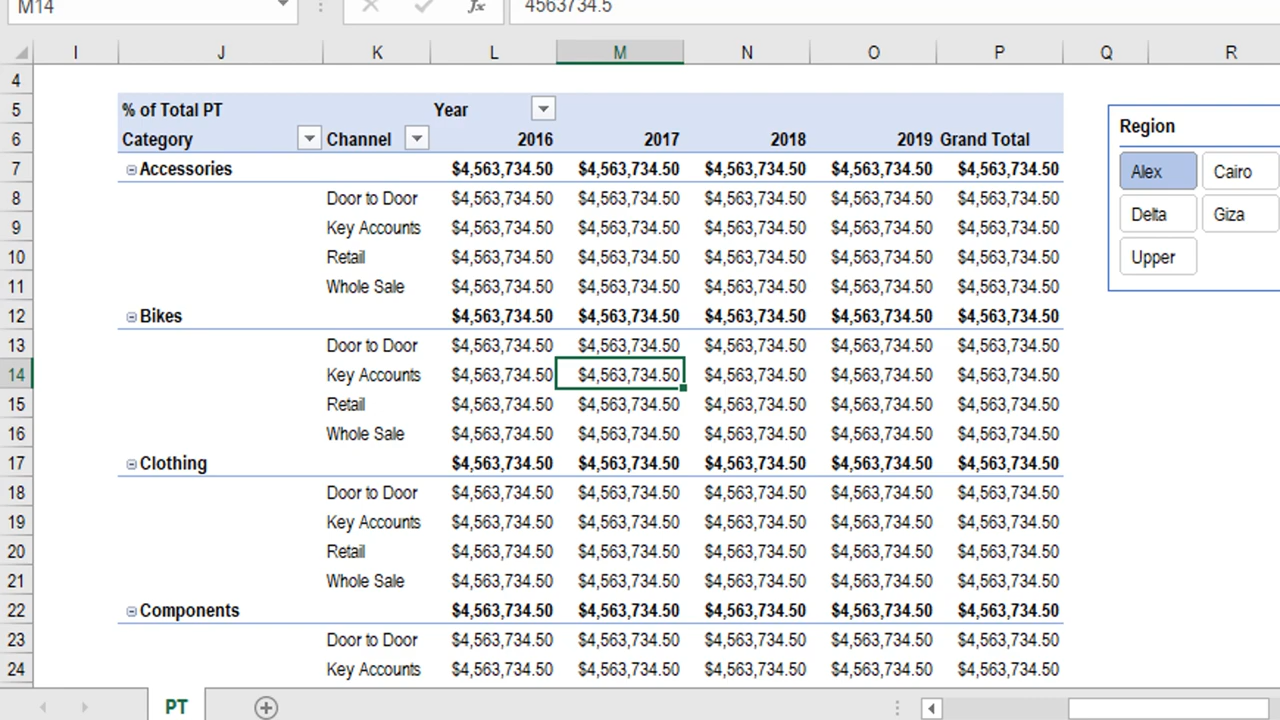 M14 fx 4563734.5
I J K L M N O P Q R
4
5 % of Total PT Year
6 Category Channel 2016 2017 2018 2019 Grand Total
7 Accessories $4,563,734.50 $4,563,734.50 $4,563,734.50 $4,563,734.50 $4,563,734.50
8 Door to Door $4,563,734.50 $4,563,734.50 $4,563,734.50 $4,563,734.50 $4,563,734.50
9 Key Accounts $4,563,734.50 $4,563,734.50 $4,563,734.50 $4,563,734.50 $4,563,734.50
10 Retail $4,563,734.50 $4,563,734.50 $4,563,734.50 $4,563,734.50 $4,563,734.50
11 Whole Sale $4,563,734.50 $4,563,734.50 $4,563,734.50 $4,563,734.50 $4,563,734.50
12 Bikes $4,563,734.50 $4,563,734.50 $4,563,734.50 $4,563,734.50 $4,563,734.50
13 Door to Door $4,563,734.50 $4,563,734.50 $4,563,734.50 $4,563,734.50 $4,563,734.50
14 Key Accounts $4,563,734.50 $4,563,734.50 $4,563,734.50 $4,563,734.50 $4,563,734.50
15 Retail $4,563,734.50 $4,563,734.50 $4,563,734.50 $4,563,734.50 $4,563,734.50
16 Whole Sale $4,563,734.50 $4,563,734.50 $4,563,734.50 $4,563,734.50 $4,563,734.50
17 Clothing $4,563,734.50 $4,563,734.50 $4,563,734.50 $4,563,734.50 $4,563,734.50
18 Door to Door $4,563,734.50 $4,563,734.50 $4,563,734.50 $4,563,734.50 $4,563,734.50
19 Key Accounts $4,563,734.50 $4,563,734.50 $4,563,734.50 $4,563,734.50 $4,563,734.50
20 Retail $4,563,734.50 $4,563,734.50 $4,563,734.50 $4,563,734.50 $4,563,734.50
21 Whole Sale $4,563,734.50 $4,563,734.50 $4,563,734.50 $4,563,734.50 $4,563,734.50
22 Components $4,563,734.50 $4,563,734.50 $4,563,734.50 $4,563,734.50 $4,563,734.50
23 Door to Door $4,563,734.50 $4,563,734.50 $4,563,734.50 $4,563,734.50 $4,563,734.50
24 Key Accounts $4,563,734.50 $4,563,734.50 $4,563,734.50 $4,563,734.50 $4,563,734.50
Region
Alex Cairo
Delta Giza
Upper
PT